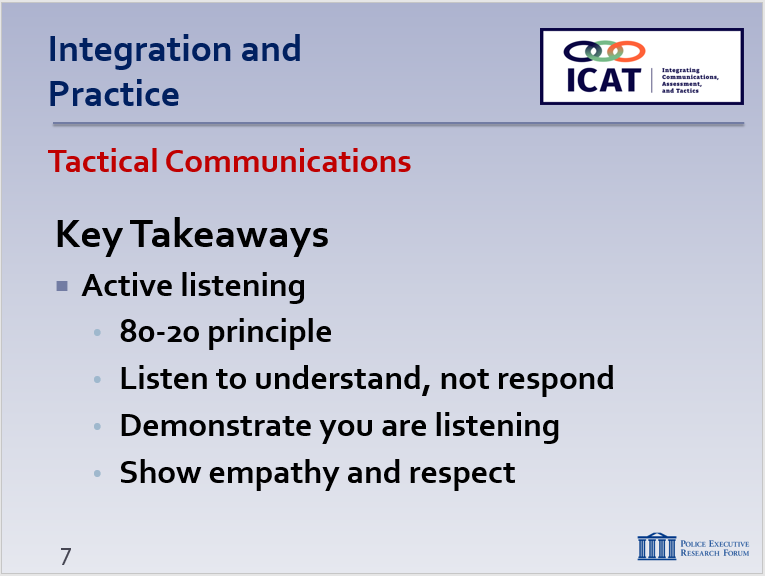 Integration and
Practice
ICAT
Integrating
Communications,
Assessment,
and Tactics
Tactical Communications
Key Takeaways
Active listening
80-20 principle
Listen to understand, not respond
Demonstrate you are listening
Show empathy and respect
7
Police Executive
Research Forum